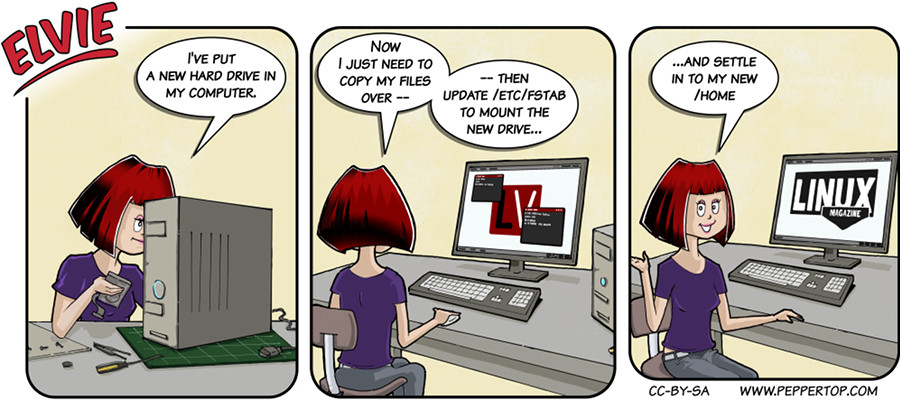 ELVIE
I'VE PUT
A NEW HARD DRIVE IN
MY COMPUTER.
NOW
I JUST NEED TO
COPY MY FILES
OVER --
-- THEN
UPDATE /ETC/FSTAB
TO MOUNT THE
NEW DRIVE...
LV
...AND SETTLE
IN TO MY NEW
/HOME
LINUX
MAGAZINE
CC-BY-SA
WWW.PEPPERTOP.COM